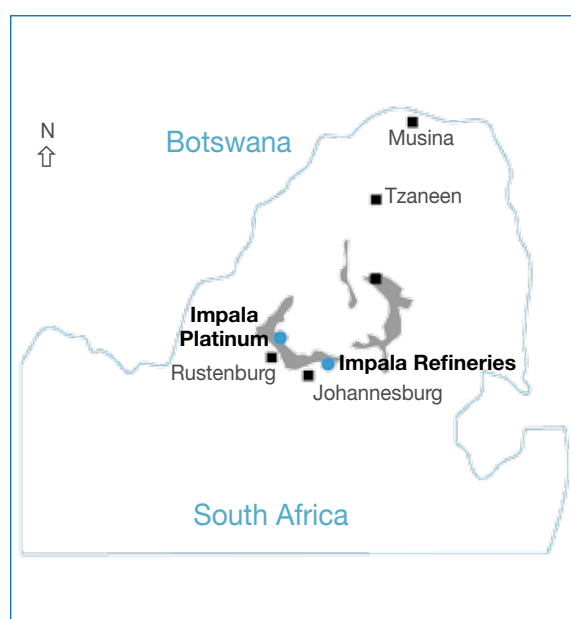 N
Botswana
Musina
Tzaneen
Impala
Platinum
Impala Refineries
Rustenburg
Johannesburg
South Africa